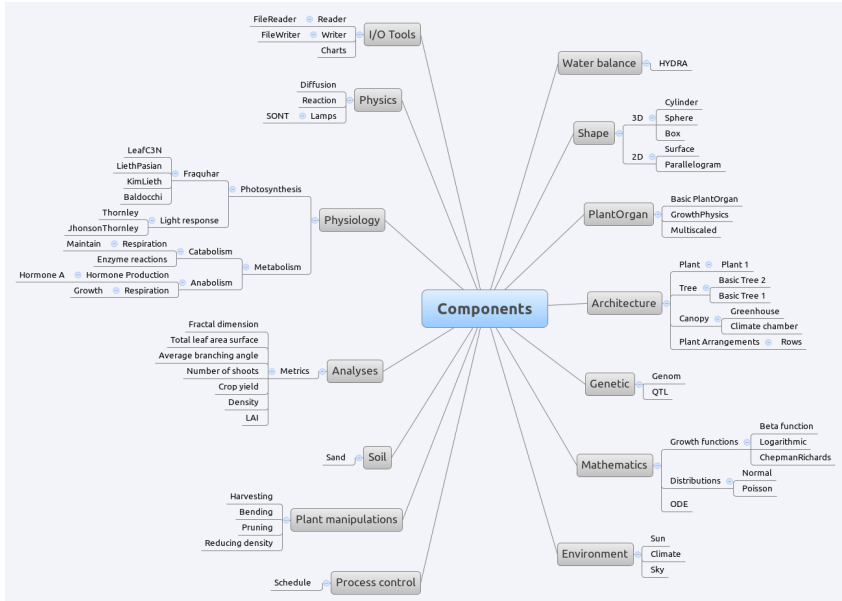 Components
I/O Tools
Reader
FileReader
Writer
FileWriter
Charts
Physics
Diffusion
Reaction
Lamps
SONT
Physiology
Photosynthesis
Fraquhar
LeafC3N
LiethPasian
KimLieth
Baldocchi
Light response
Thornley
JhonsonThornley
Metabolism
Catabolism
Respiration
Maintain
Enzyme reactions
Anabolism
Hormone Production
Hormone A
Respiration
Growth
Analyses
Metrics
Fractal dimension
Total leaf area surface
Average branching angle
Number of shoots
Crop yield
Density
LAI
Soil
Sand
Plant manipulations
Harvesting
Bending
Pruning
Reducing density
Process control
Schedule
Water balance
HYDRA
Shape
3D
Cylinder
Sphere
Box
2D
Surface
Parallelogram
PlantOrgan
Basic PlantOrgan
GrowthPhysics
Multiscaled
Architecture
Plant
Plant 1
Tree
Basic Tree 2
Basic Tree 1
Canopy
Greenhouse
Climate chamber
Plant Arrangements
Rows
Genetic
Genom
QTL
Mathematics
Growth functions
Beta function
Logarithmic
ChepmanRichards
Distributions
Normal
Poisson
ODE
Environment
Sun
Climate
Sky